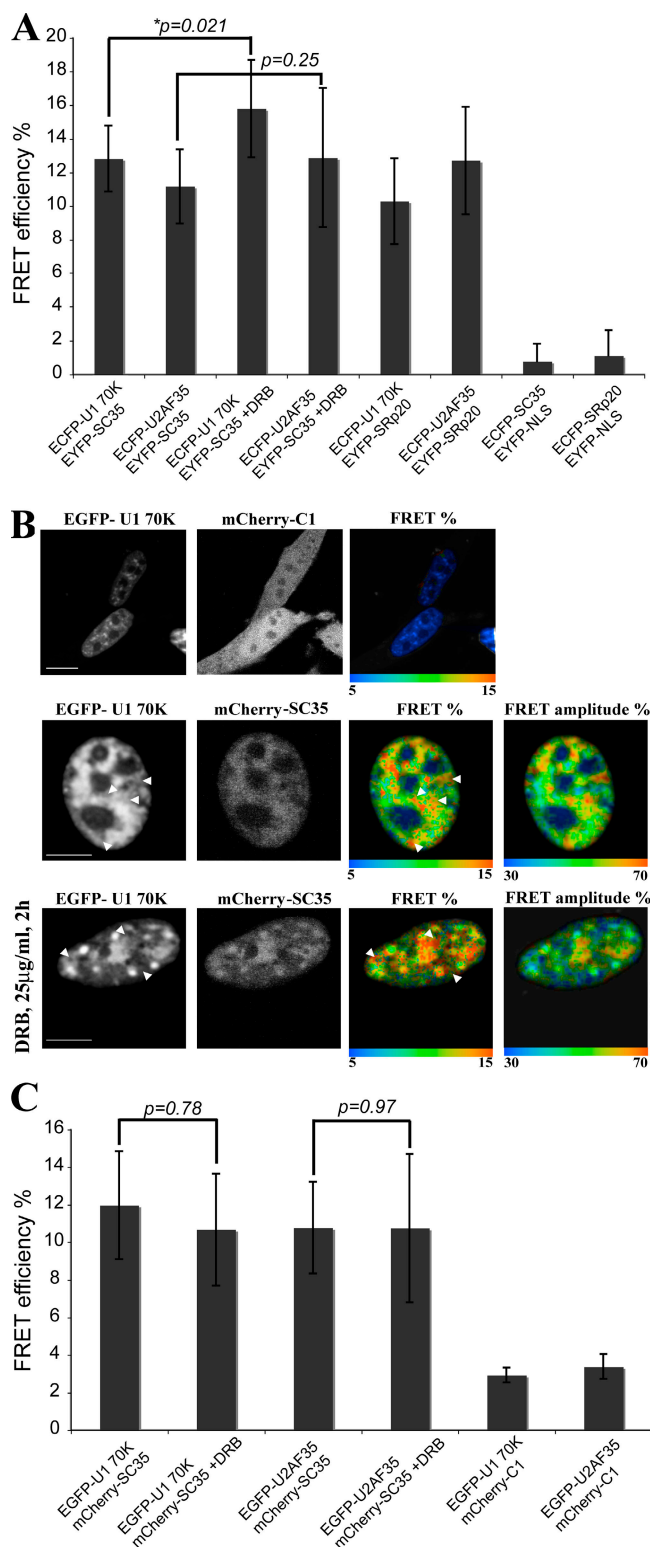 A
*p=0.021
p=0.25
20
18
16
14
12
10
8
6
4
2
0
FRET efficiency %
ECFP-U1 70K
EYFP-SC35
ECFP-U2AF35
EYFP-SC35
ECFP-U1 70K
EYFP-SC35 +DRB
ECFP-U2AF35
EYFP-SC35 +DRB
ECFP-U1 70K
EYFP-SRp20
ECFP-U2AF35
EYFP-SRp20
ECFP-SC35
EYFP-NLS
ECFP-SRp20
EYFP-NLS
B
EGFP- U1 70K
mCherry-C1
FRET %
5 15
EGFP- U1 70K
mCherry-SC35
FRET %
FRET amplitude %
5 15
30 70
DRB, 25µg/ml, 2h
EGFP- U1 70K
mCherry-SC35
FRET %
FRET amplitude %
5 15
30 70
C
p=0.78
p=0.97
16
14
12
10
8
6
4
2
0
FRET efficiency %
EGFP-U1 70K
mCherry-SC35
EGFP-U1 70K
mCherry-SC35 +DRB
EGFP-U2AF35
mCherry-SC35
EGFP-U2AF35
mCherry-SC35 +DRB
EGFP-U1 70K
mCherry-C1
EGFP-U2AF35
mCherry-C1